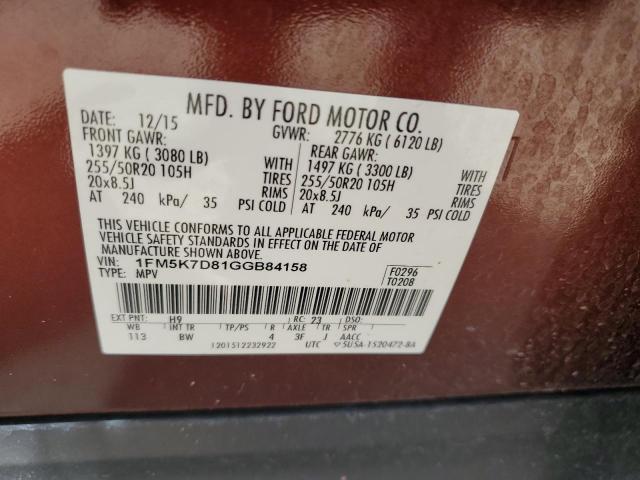 MFD. BY FORD MOTOR CO.
DATE: 12/15 GVWR: 2776 KG ( 6120 LB)
FRONT GAWR: REAR GAWR:
1397 KG ( 3080 LB) 1497 KG ( 3300 LB)
255/50R20 105H TIRES 255/50R20 105H TIRES
20x8.5J RIMS 20x8.5J RIMS
AT 240 kPa/ 35 PSI COLD AT 240 kPa/ 35 PSI COLD
THIS VEHICLE CONFORMS TO ALL APPLICABLE FEDERAL MOTOR
VEHICLE SAFETY STANDARDS IN EFFECT ON THE DATE OF
MANUFACTURE SHOWN ABOVE.
VIN: 1FM5K7D81GGB84158 F0296
TYPE: MPV T0208
EXT PNT: H9 RC: 23 DSO:
WB INT TR TP/PS R AXLE TR SPR
113 BW 4 3F J AACC
1201512232922 UTC 5USA-1520472-BA